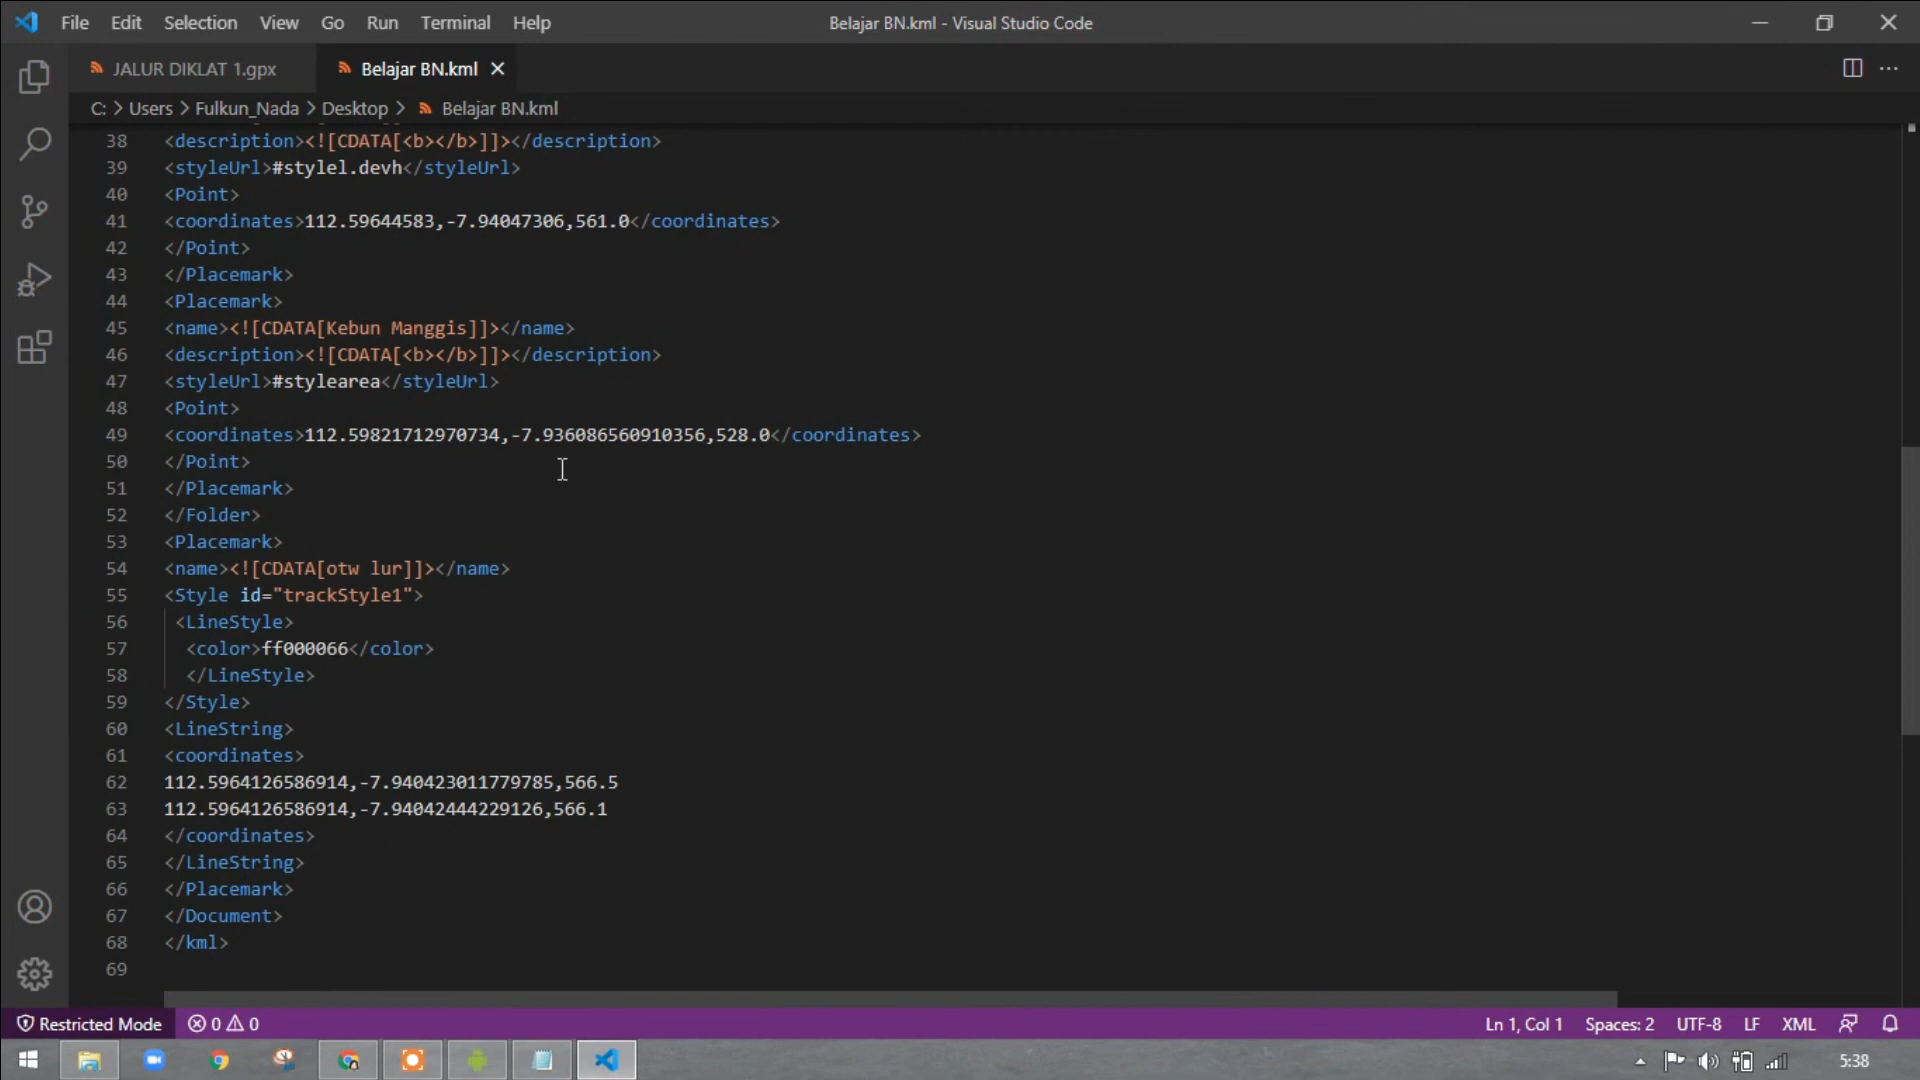 File Edit Selection View Go Run Terminal Help Belajar BN.kml - Visual Studio Code
JALUR DIKLAT 1.gpx Belajar BN.kml
C: > Users > Fulkun_Nada > Desktop > Belajar BN.kml
38 <description><![CDATA[<b></b>]]></description>
39 <styleUrl>#stylel.devh</styleUrl>
40 <Point>
41 <coordinates>112.59644583,-7.94047306,561.0</coordinates>
42 </Point>
43 </Placemark>
44 <Placemark>
45 <name><![CDATA[Kebun Manggis]]></name>
46 <description><![CDATA[<b></b>]]></description>
47 <styleUrl>#stylearea</styleUrl>
48 <Point>
49 <coordinates>112.59821712970734,-7.936086560910356,528.0</coordinates>
50 </Point>
51 </Placemark>
52 </Folder>
53 <Placemark>
54 <name><![CDATA[otw lur]]></name>
55 <Style id="trackStyle1">
56 <LineStyle>
57 <color>ff000066</color>
58 </LineStyle>
59 </Style>
60 <LineString>
61 <coordinates>
62 112.5964126586914,-7.940423011779785,566.5
63 112.5964126586914,-7.94042444229126,566.1
64 </coordinates>
65 </LineString>
66 </Placemark>
67 </Document>
68 </kml>
69
Restricted Mode 0 0 Ln 1, Col 1 Spaces: 2 UTF-8 LF XML
5:38